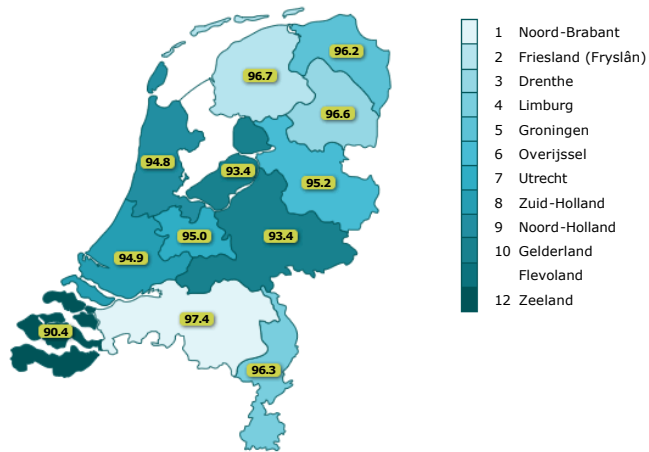 96.2
96.7
96.6
94.8
93.4
95.2
95.0
93.4
94.9
97.4
90.4
96.3
1 Noord-Brabant
2 Friesland (Fryslân)
3 Drenthe
4 Limburg
5 Groningen
6 Overijssel
7 Utrecht
8 Zuid-Holland
9 Noord-Holland
10 Gelderland
Flevoland
12 Zeeland